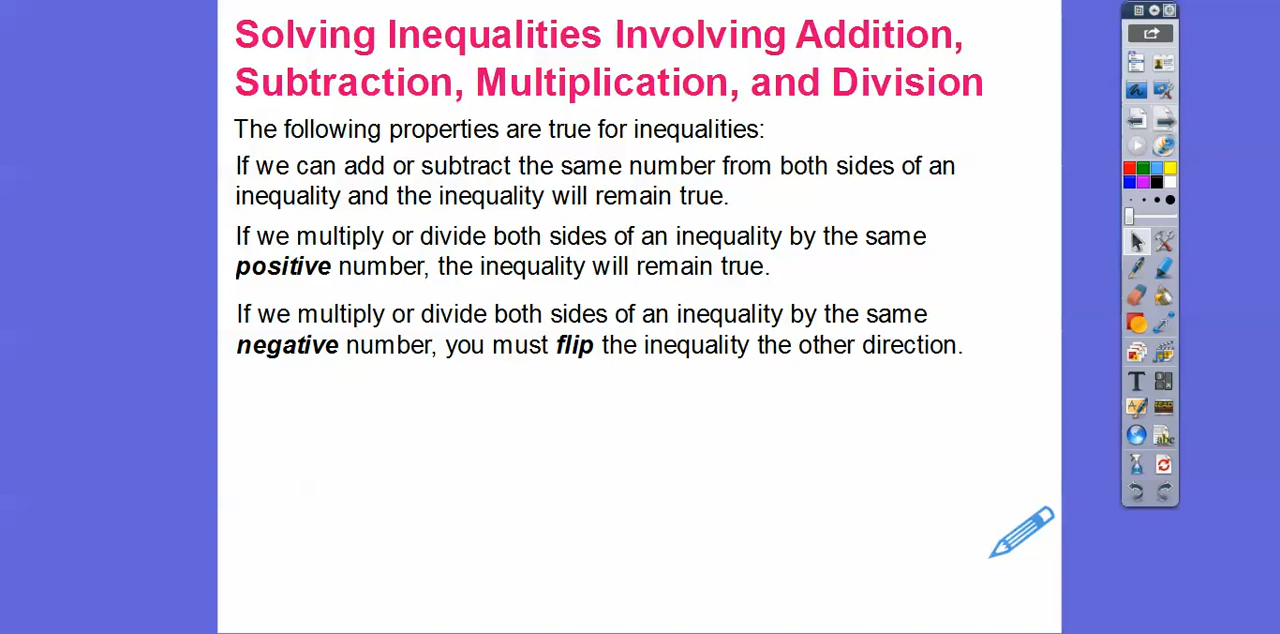 Solving Inequalities Involving Addition,
Subtraction, Multiplication, and Division
The following properties are true for inequalities:
If we can add or subtract the same number from both sides of an
inequality and the inequality will remain true.
If we multiply or divide both sides of an inequality by the same
positive number, the inequality will remain true.
If we multiply or divide both sides of an inequality by the same
negative number, you must flip the inequality the other direction.